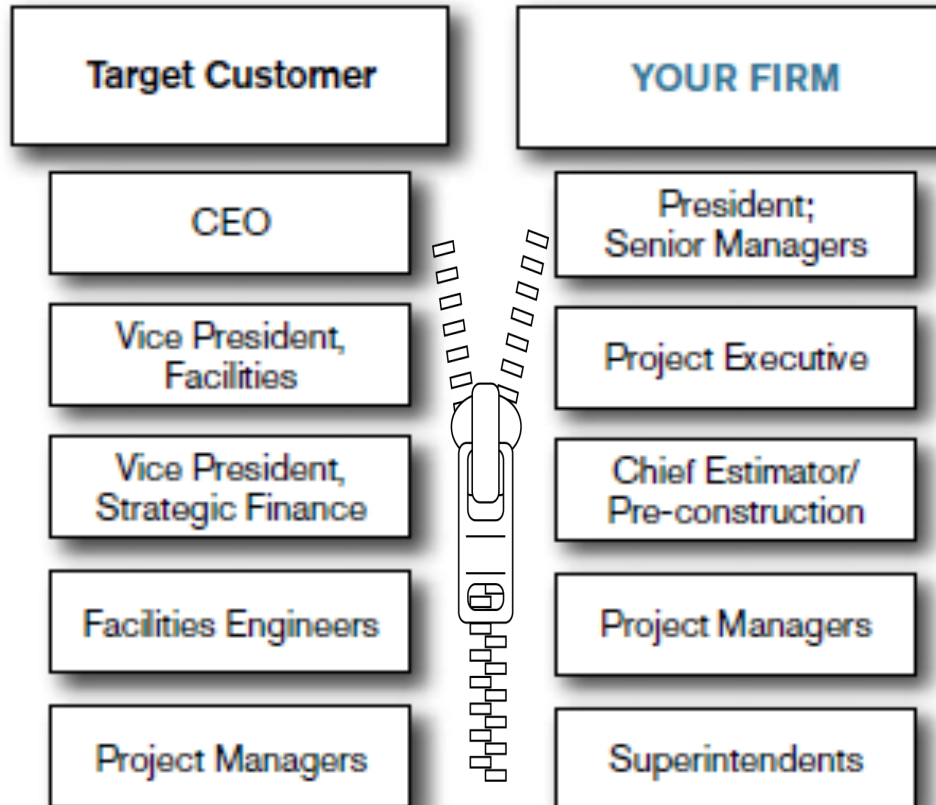 Target Customer
YOUR FIRM
CEO
President;
Senior Managers
Vice President,
Facilities
Project Executive
Vice President,
Strategic Finance
Chief Estimator/
Pre-construction
Facilities Engineers
Project Managers
Project Managers
Superintendents